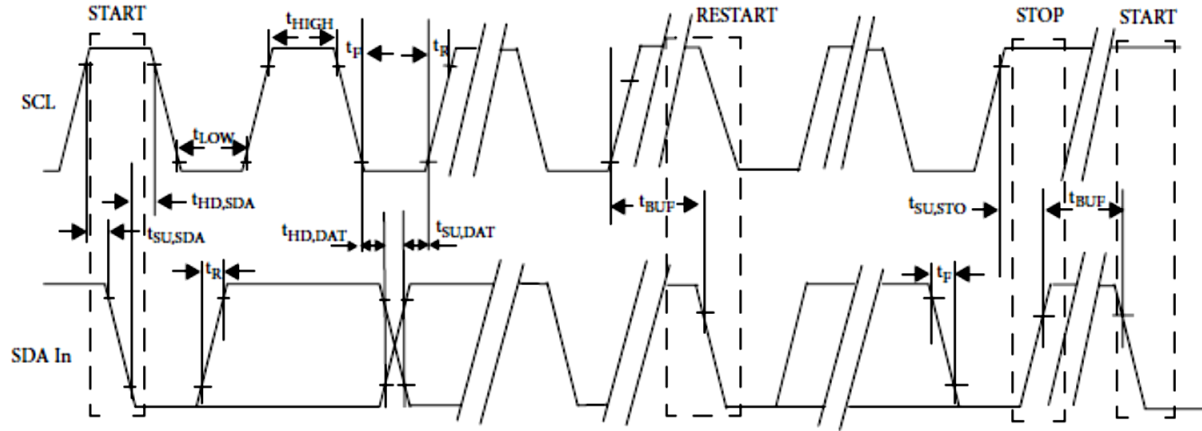 START
RESTART
STOP
START
tHIGH
tF
tR
SCL
tLOW
tHD,SDA
tBUF
tSU,STO
tBUF
tSU,SDA
tHD,DAT
tSU,DAT
tR
tF
SDA In